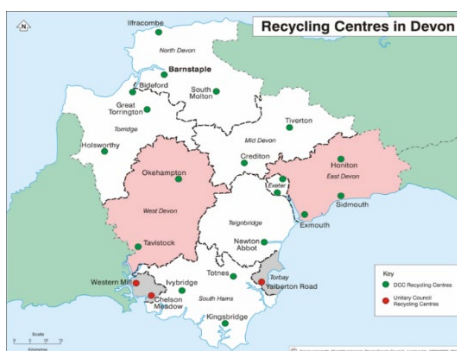 Recycling Centres in Devon
N
Ilfracombe
North Devon
Barnstaple
Bideford
South
Molton
Great
Torrington
Torridge
Tiverton
Mid Devon
Holsworthy
Crediton
Honiton
East Devon
Okehampton
Exeter
Sidmouth
West Devon
Exmouth
Teignbridge
Tavistock
Newton
Abbot
Totnes
Torbay
Western Mill
Ivybridge
Yalberton Road
Chelson
Meadow
South Hams
Kingsbridge
Key
DCC Recycling Centres
Unitary Council
Recycling Centres
Scale
Kilometres